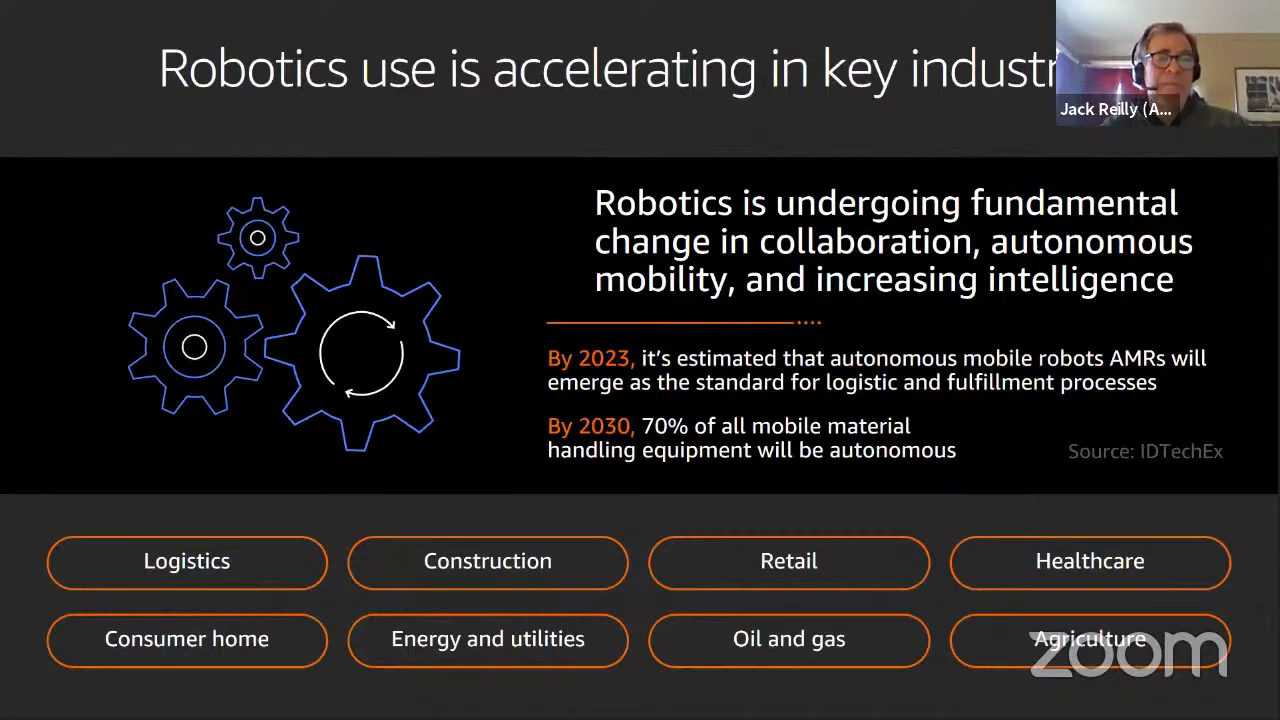 Robotics use is accelerating in key industr
Jack Reilly (A...
Robotics is undergoing fundamental
change in collaboration, autonomous
mobility, and increasing intelligence
By 2023, it’s estimated that autonomous mobile robots AMRs will
emerge as the standard for logistic and fulfillment processes
By 2030, 70% of all mobile material
handling equipment will be autonomous
Source: IDTechEx
Logistics
Construction
Retail
Healthcare
Consumer home
Energy and utilities
Oil and gas
Agriculture
zoom